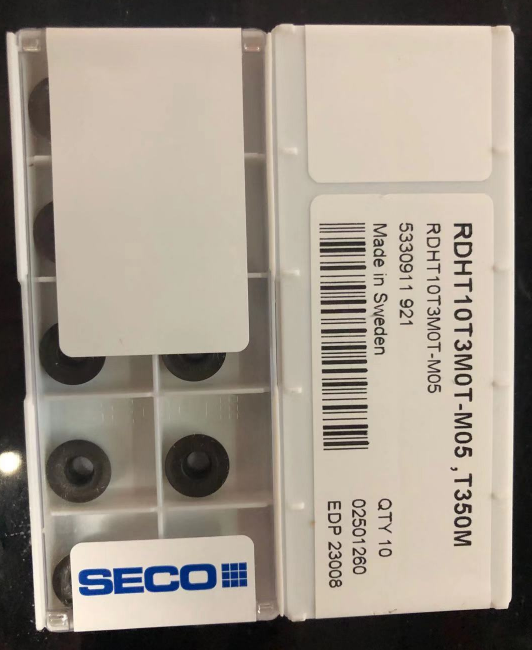 SECO
RDHT10T3M0T-M05 ,T350M
RDHT10T3M0T-M05
5330911 921
Made in Sweden
QTY 10
02501260
EDP 23008